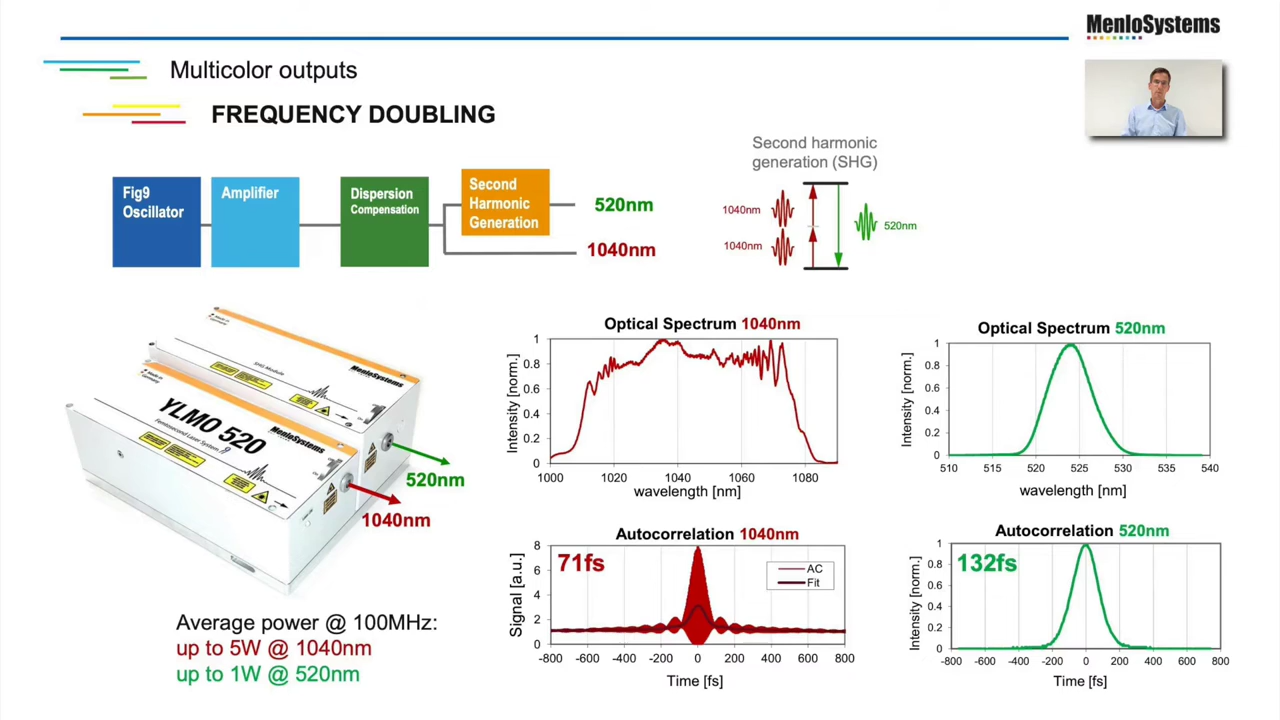 MenloSystems
Multicolor outputs
FREQUENCY DOUBLING
Fig9
Oscillator
Amplifier
Dispersion
Compensation
Second
Harmonic
Generation
520nm
1040nm
Second harmonic
generation (SHG)
1040nm
1040nm
520nm
SHG Module
MenloSystems
YLMO 520
Femtosecond Laser System
MenloSystems
520nm
1040nm
Average power @ 100MHz:
up to 5W @ 1040nm
up to 1W @ 520nm
Optical Spectrum 1040nm
Intensity [norm.]
1
0.8
0.6
0.4
0.2
0
1000 1020 1040 1060 1080
wavelength [nm]
Optical Spectrum 520nm
Intensity [norm.]
1
0.8
0.6
0.4
0.2
0
510 515 520 525 530 535 540
wavelength [nm]
Autocorrelation 1040nm
71fs
AC
Fit
Signal [a.u.]
8
6
4
2
0
-800 -600 -400 -200 0 200 400 600 800
Time [fs]
Autocorrelation 520nm
132fs
Intensity [norm.]
1
0.8
0.6
0.4
0.2
0
-800 -600 -400 -200 0 200 400 600 800
Time [fs]